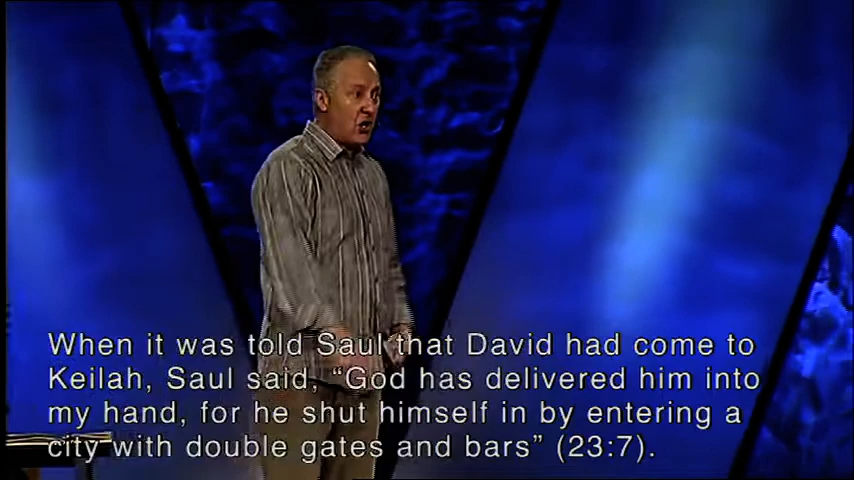 When it was told Saul that David had come to
Keilah, Saul said, “God has delivered him into
my hand, for he shut himself in by entering a
city with double gates and bars” (23:7).